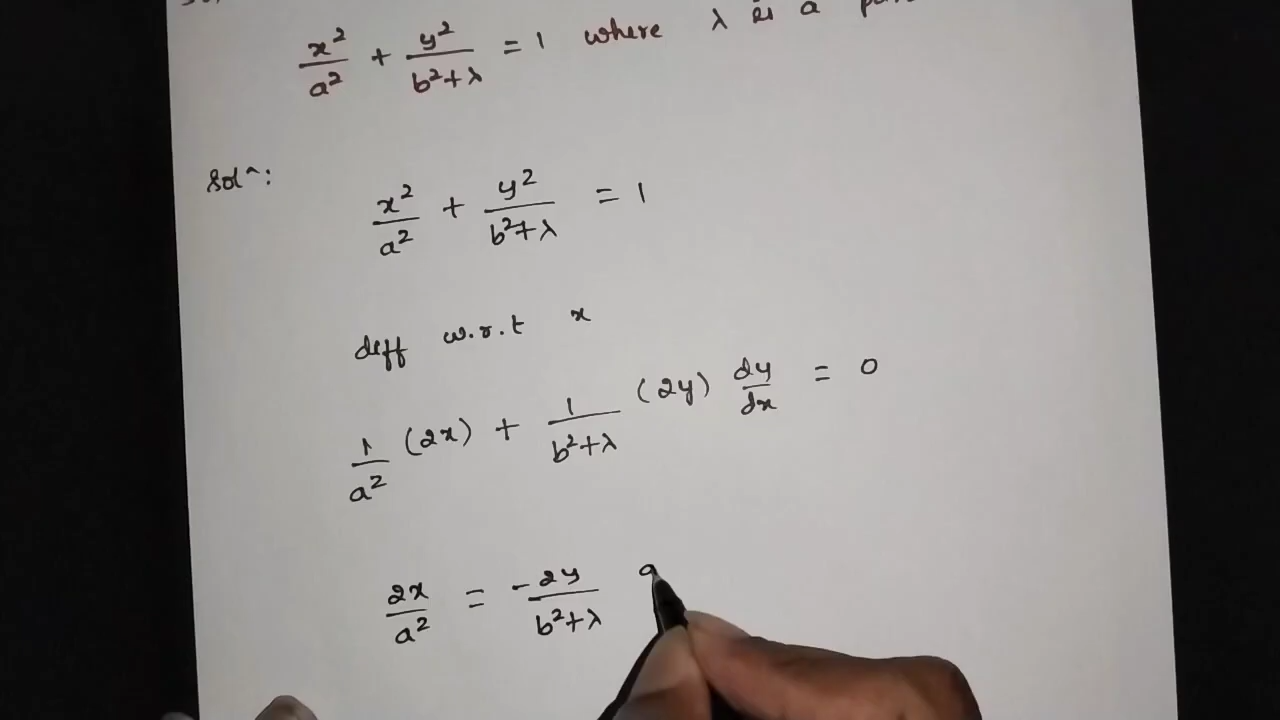 x²/a² + y²/(b²+λ) = 1 where λ is a
Solⁿ:
x²/a² + y²/(b²+λ) = 1
diff w.r.t x
1/a² (2x) + 1/(b²+λ) (2y) dy/dx = 0
2x/a² = -2y/(b²+λ)